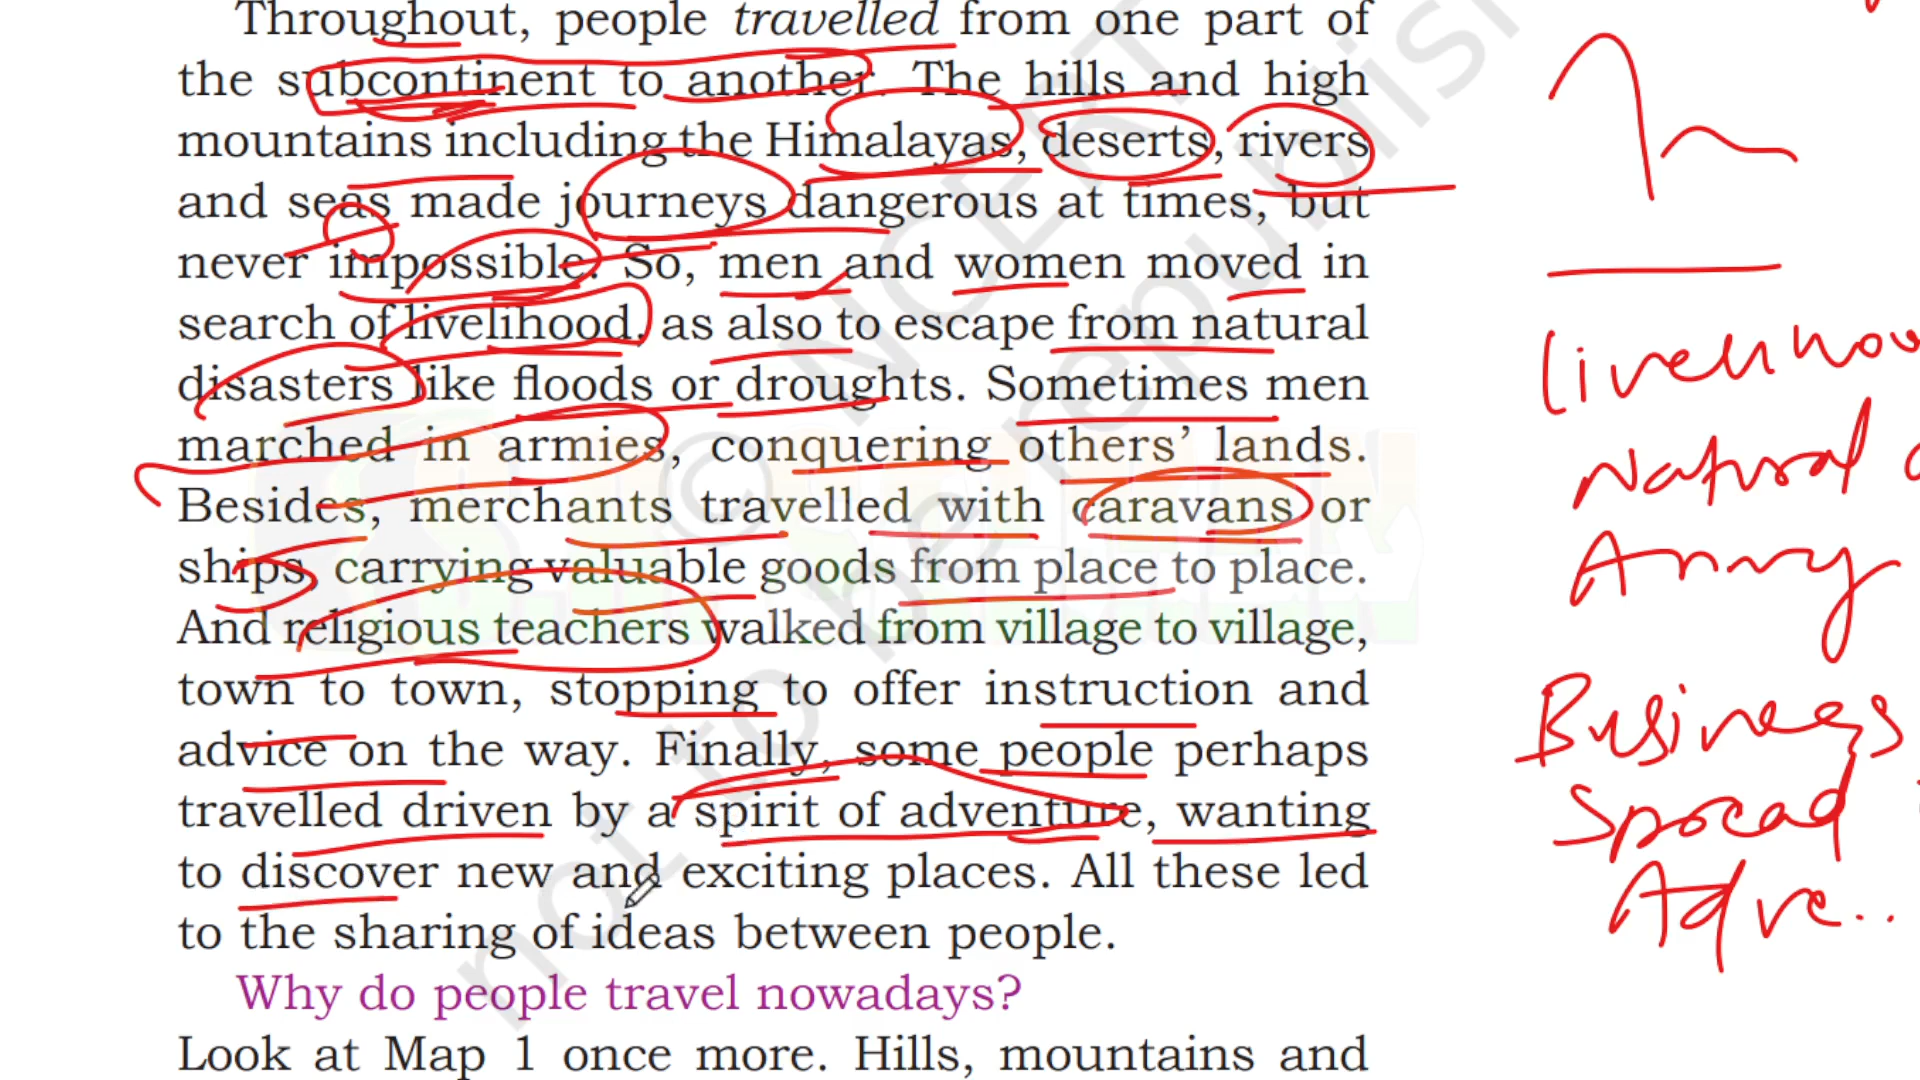 Throughout, people travelled from one part of
the subcontinent to another. The hills and high
mountains including the Himalayas, deserts, rivers
and seas made journeys dangerous at times, but
never impossible. So, men and women moved in
search of livelihood, as also to escape from natural
disasters like floods or droughts. Sometimes men
marched in armies, conquering others' lands.
Besides, merchants travelled with caravans or
ships, carrying valuable goods from place to place.
And religious teachers walked from village to village,
town to town, stopping to offer instruction and
advice on the way. Finally, some people perhaps
travelled driven by a spirit of adventure, wanting
to discover new and exciting places. All these led
to the sharing of ideas between people.
Why do people travel nowadays?
Look at Map 1 once more. Hills, mountains and
© NCERT
not to be republish
Natural
Army
Business
Spread
Adve..